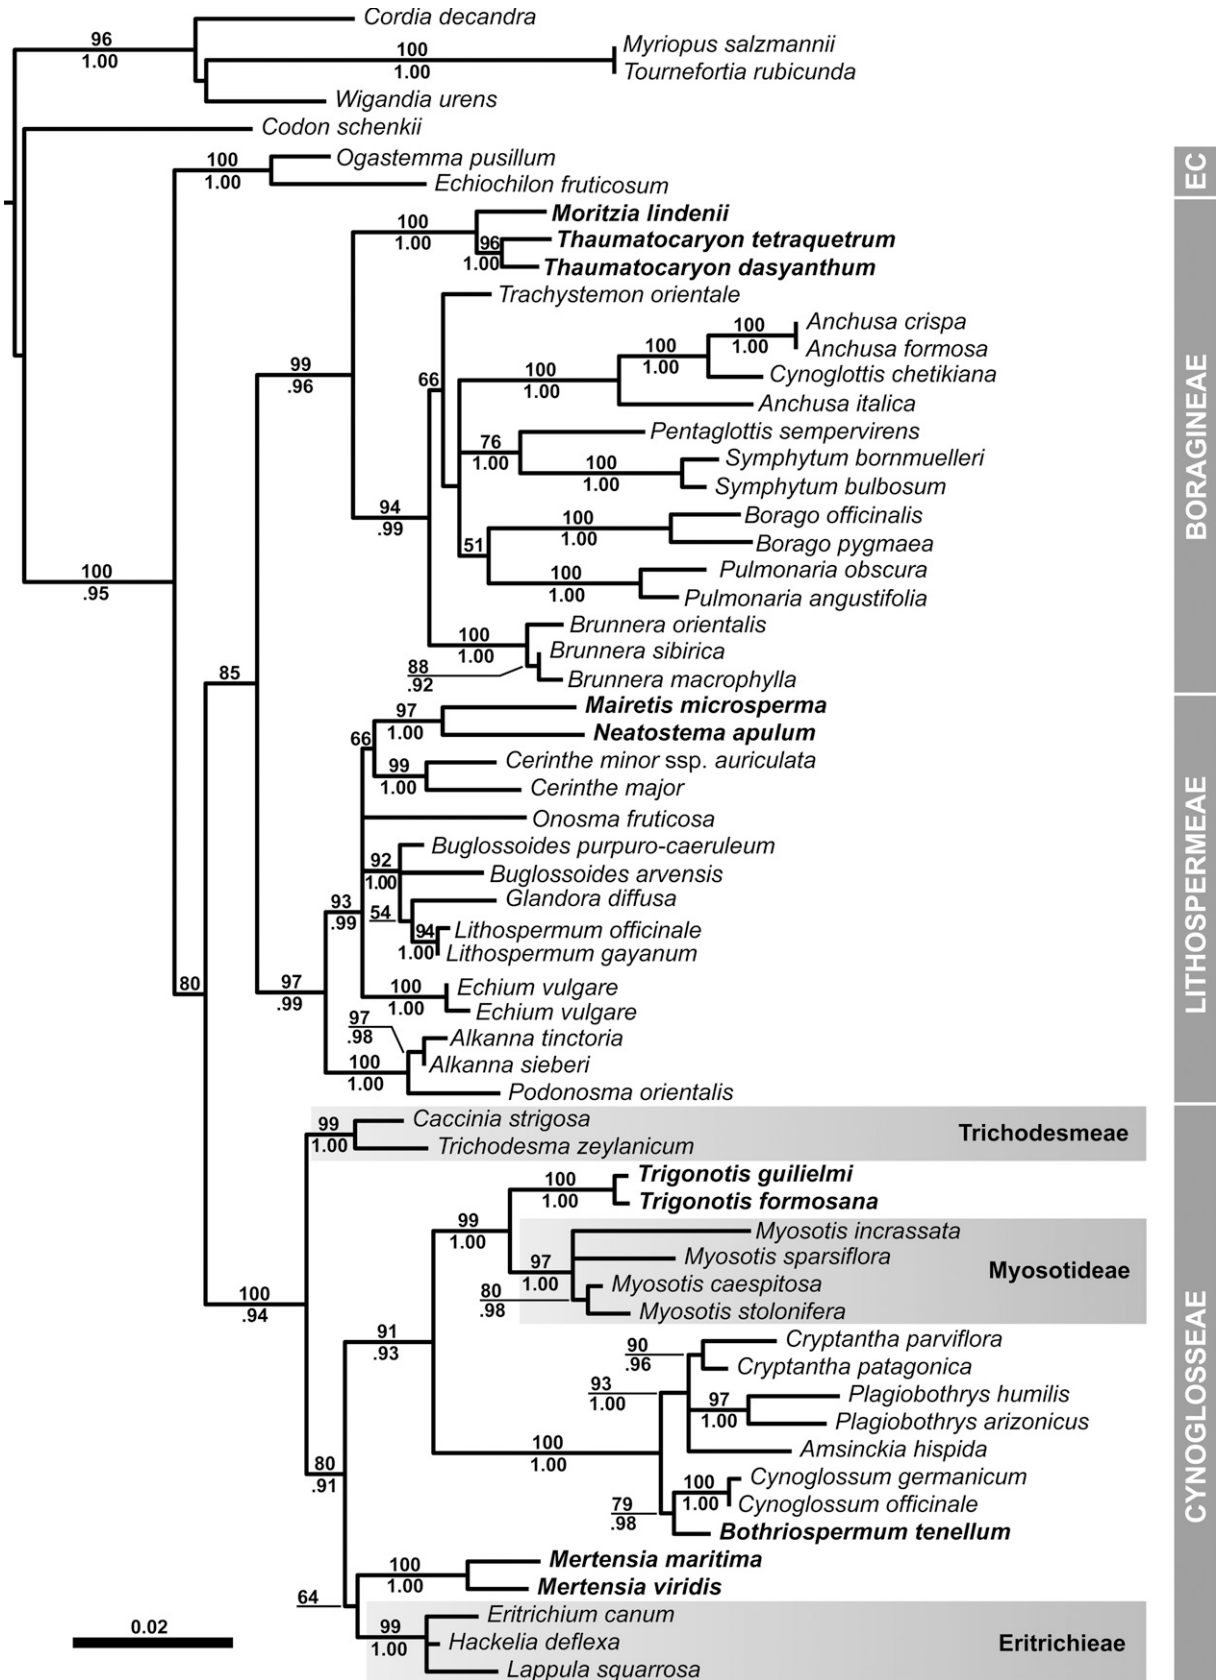 Cordia decandra
96
1.00
100
1.00
Myriopus salzmannii
Tournefortia rubicunda
Wigandia urens
Codon schenkii
100
1.00
Ogastemma pusillum
Echiochilon fruticosum
EC
100
1.00
Moritzia lindenii
96
1.00
Thaumatocaryon tetraquetrum
Thaumatocaryon dasyanthum
Trachystemon orientale
100
1.00
Anchusa crispa
Anchusa formosa
100
1.00
Cynoglottis chetikiana
99
.96
66
100
1.00
Anchusa italica
BORAGINEAE
76
1.00
Pentaglottis sempervirens
100
1.00
Symphytum bornmuelleri
Symphytum bulbosum
94
.99
100
1.00
Borago officinalis
Borago pygmaea
51
100
1.00
Pulmonaria obscura
Pulmonaria angustifolia
100
.95
100
1.00
Brunnera orientalis
Brunnera sibirica
88
.92
Brunnera macrophylla
85
97
1.00
Mairetis microsperma
Neatostema apulum
66
99
1.00
Cerinthe minor ssp. auriculata
Cerinthe major
Onosma fruticosa
LITHOSPERMEAE
92
1.00
Buglossoides purpuro-caeruleum
Buglossoides arvensis
93
.99
54
Glandora diffusa
94
1.00
Lithospermum officinale
Lithospermum gayanum
80
97
.99
100
1.00
Echium vulgare
Echium vulgare
97
.98
Alkanna tinctoria
Alkanna sieberi
100
1.00
Podonosma orientalis
99
1.00
Caccinia strigosa
Trichodesma zeylanicum
Trichodesmeae
100
1.00
Trigonotis guilielmi
Trigonotis formosana
99
1.00
Myosotis incrassata
97
1.00
Myosotis sparsiflora
Myosotideae
80
.98
Myosotis caespitosa
Myosotis stolonifera
100
.94
CYNOGLOSSEAE
91
.93
90
.96
Cryptantha parviflora
Cryptantha patagonica
93
1.00
97
1.00
Plagiobothrys humilis
Plagiobothrys arizonicus
100
1.00
Amsinckia hispida
80
.91
100
1.00
Cynoglossum germanicum
Cynoglossum officinale
79
.98
Bothriospermum tenellum
100
1.00
Mertensia maritima
Mertensia viridis
64
99
1.00
Eritrichium canum
Hackelia deflexa
Lappula squarrosa
Eritrichieae
0.02